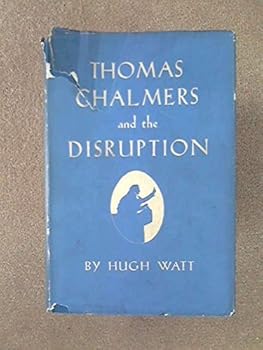 THOMAS
CHALMERS
and the
DISRUPTION
BY HUGH WATT